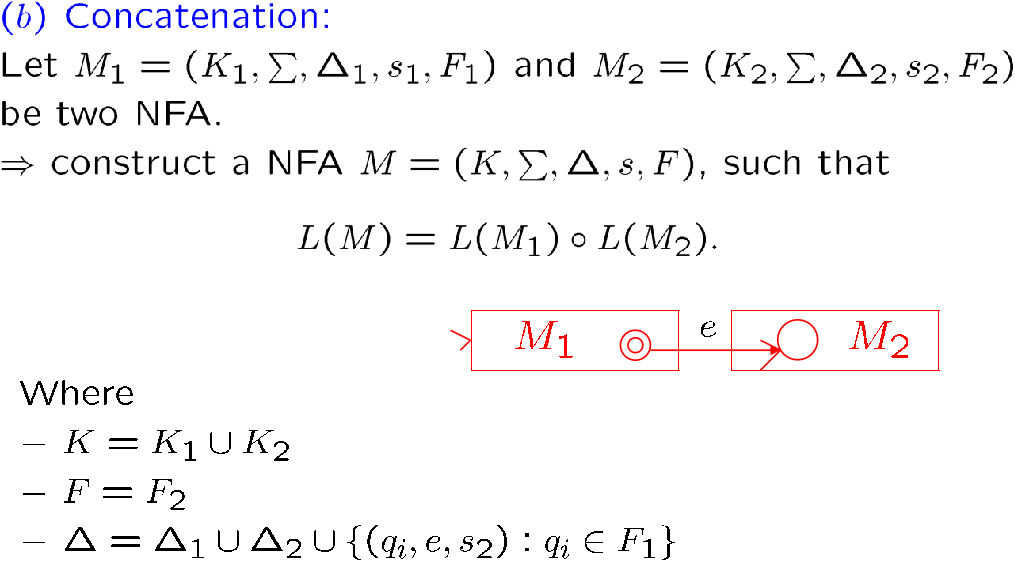 (b) Concatenation:
Let M₁ = (K₁, ∑, Δ₁, s₁, F₁) and M₂ = (K₂, ∑, Δ₂, s₂, F₂)
be two NFA.
⇒ construct a NFA M = (K, ∑, Δ, s, F), such that
L(M) = L(M₁) ∘ L(M₂).
M₁ e M₂
Where
– K = K₁ ∪ K₂
– F = F₂
– Δ = Δ₁ ∪ Δ₂ ∪ {(qᵢ, e, s₂) : qᵢ ∈ F₁}